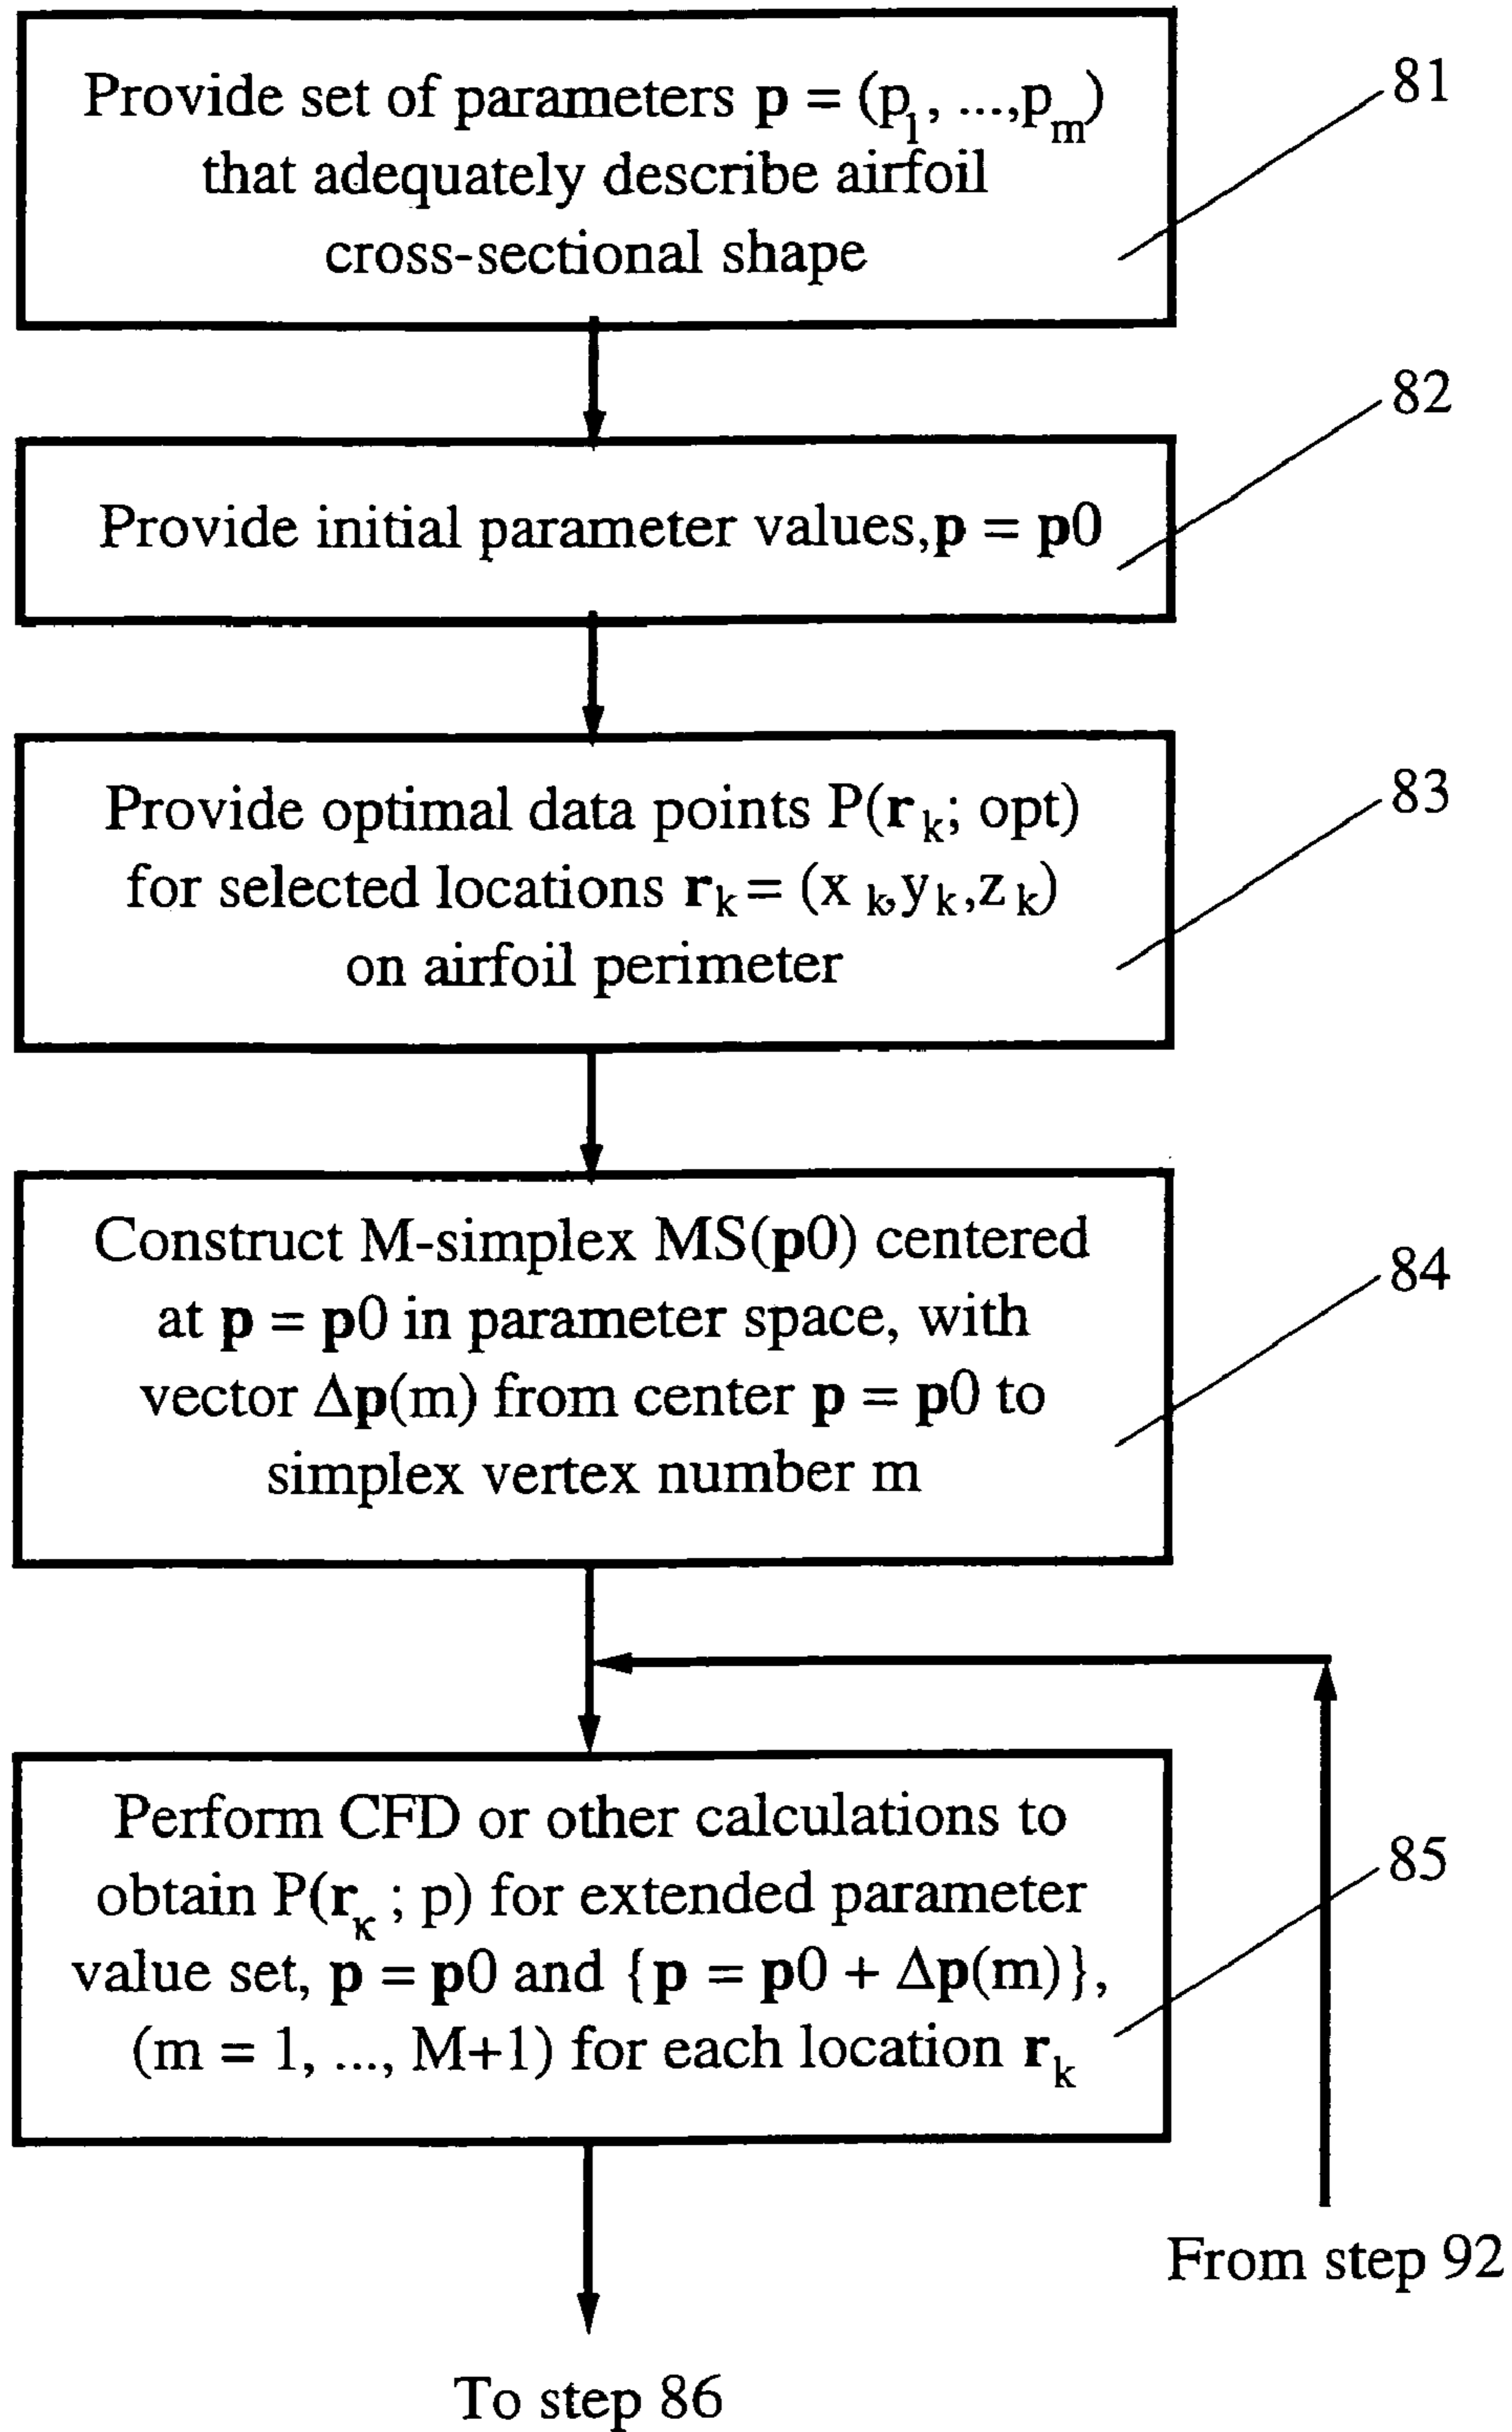 Provide set of parameters p = (p1, ...,pm)
that adequately describe airfoil
cross-sectional shape
81
Provide initial parameter values,p = p0
82
Provide optimal data points P(rk; opt)
for selected locations rk = (xk,yk,zk)
on airfoil perimeter
83
Construct M-simplex MS(p0) centered
at p = p0 in parameter space, with
vector Δp(m) from center p = p0 to
simplex vertex number m
84
Perform CFD or other calculations to
obtain P(rκ ; p) for extended parameter
value set, p = p0 and {p = p0 + Δp(m)},
(m = 1, ..., M+1) for each location rk
85
From step 92
To step 86